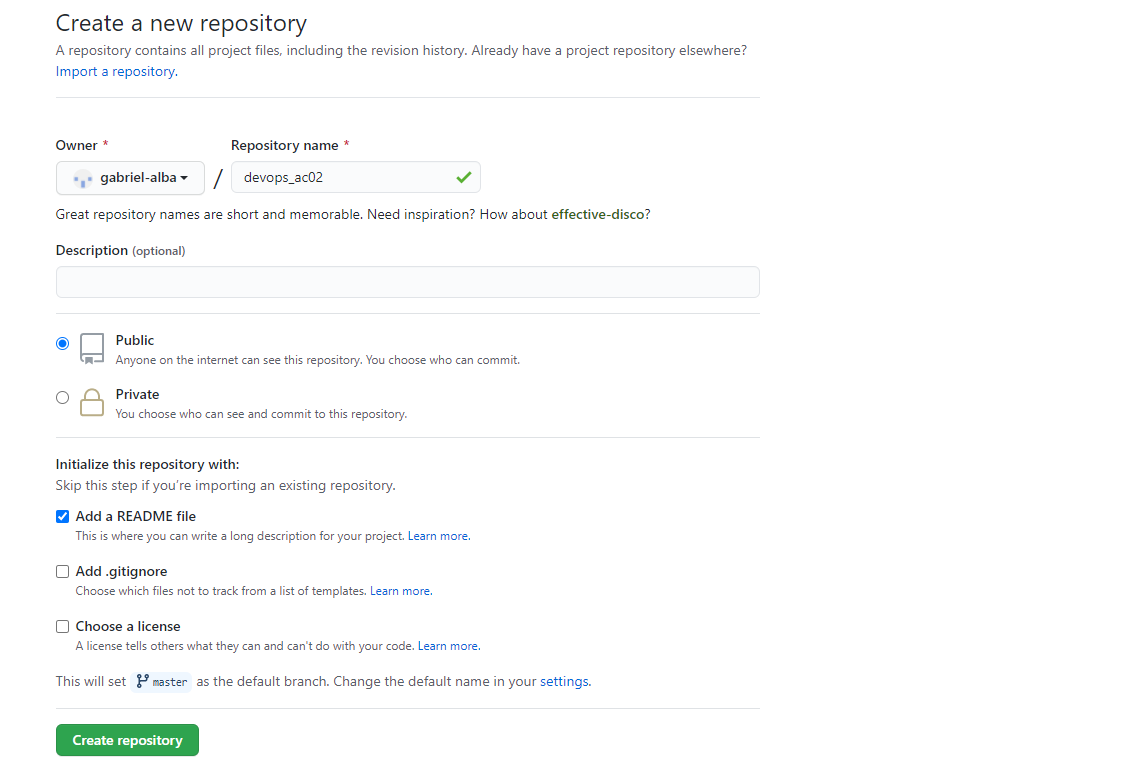 Create a new repository
A repository contains all project files, including the revision history. Already have a project repository elsewhere?
Import a repository.
Owner * Repository name *
gabriel-alba / devops_ac02
Great repository names are short and memorable. Need inspiration? How about effective-disco?
Description (optional)
Public
Anyone on the internet can see this repository. You choose who can commit.
Private
You choose who can see and commit to this repository.
Initialize this repository with:
Skip this step if you're importing an existing repository.
Add a README file
This is where you can write a long description for your project. Learn more.
Add .gitignore
Choose which files not to track from a list of templates. Learn more.
Choose a license
A license tells others what they can and can't do with your code. Learn more.
This will set master as the default branch. Change the default name in your settings.
Create repository